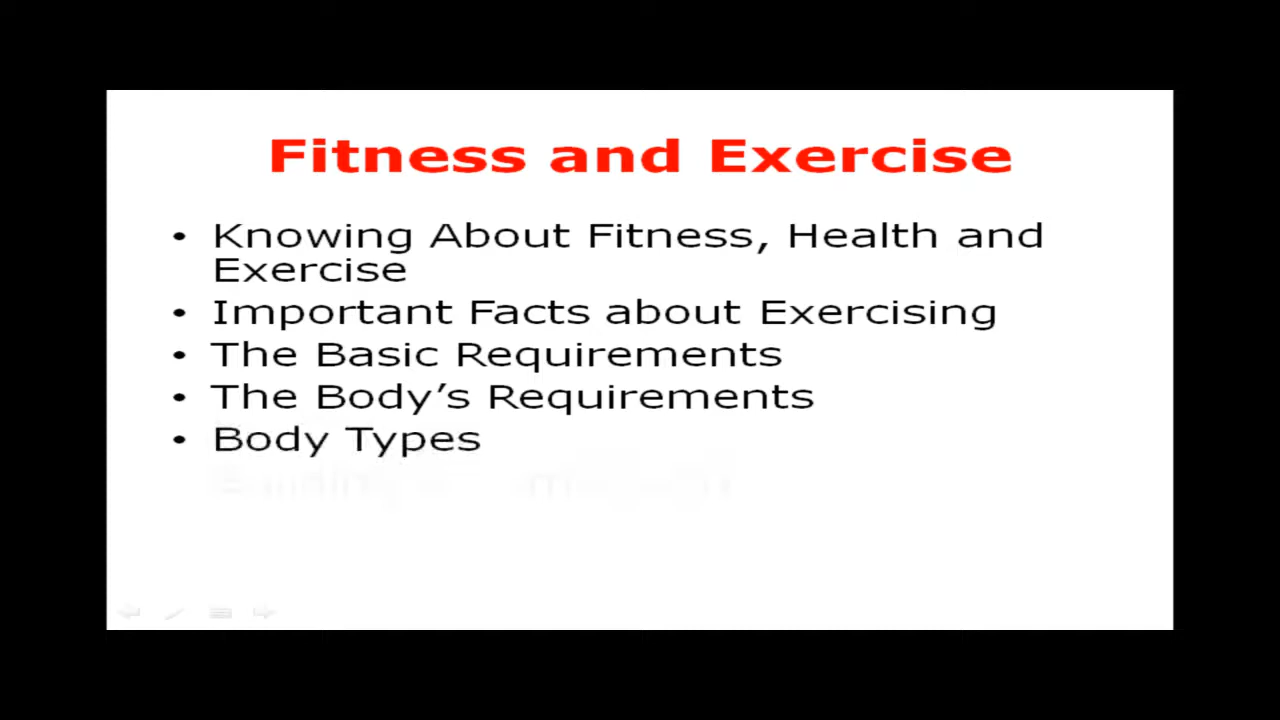 Fitness and Exercise
• Knowing About Fitness, Health and
Exercise
• Important Facts about Exercising
• The Basic Requirements
• The Body’s Requirements
• Body Types